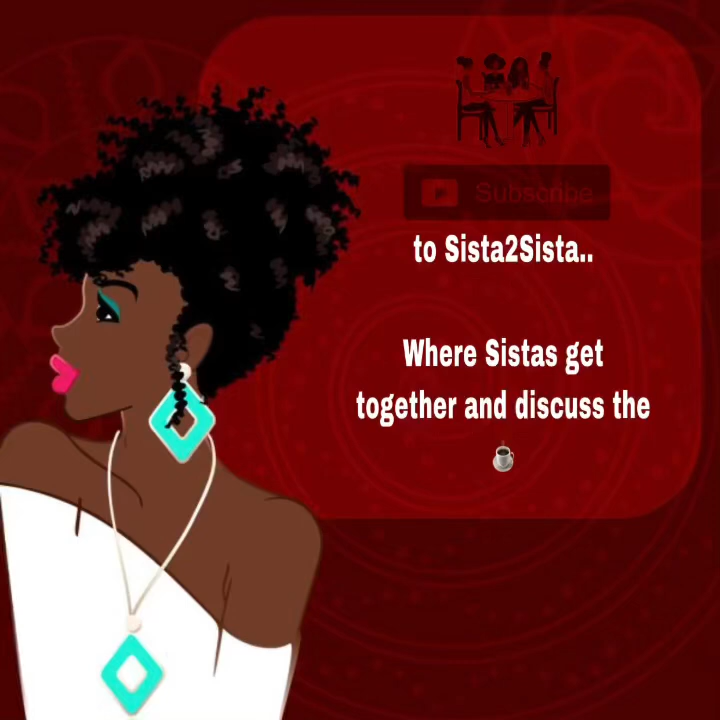 Subscribe
to Sista2Sista..
Where Sistas get
together and discuss the